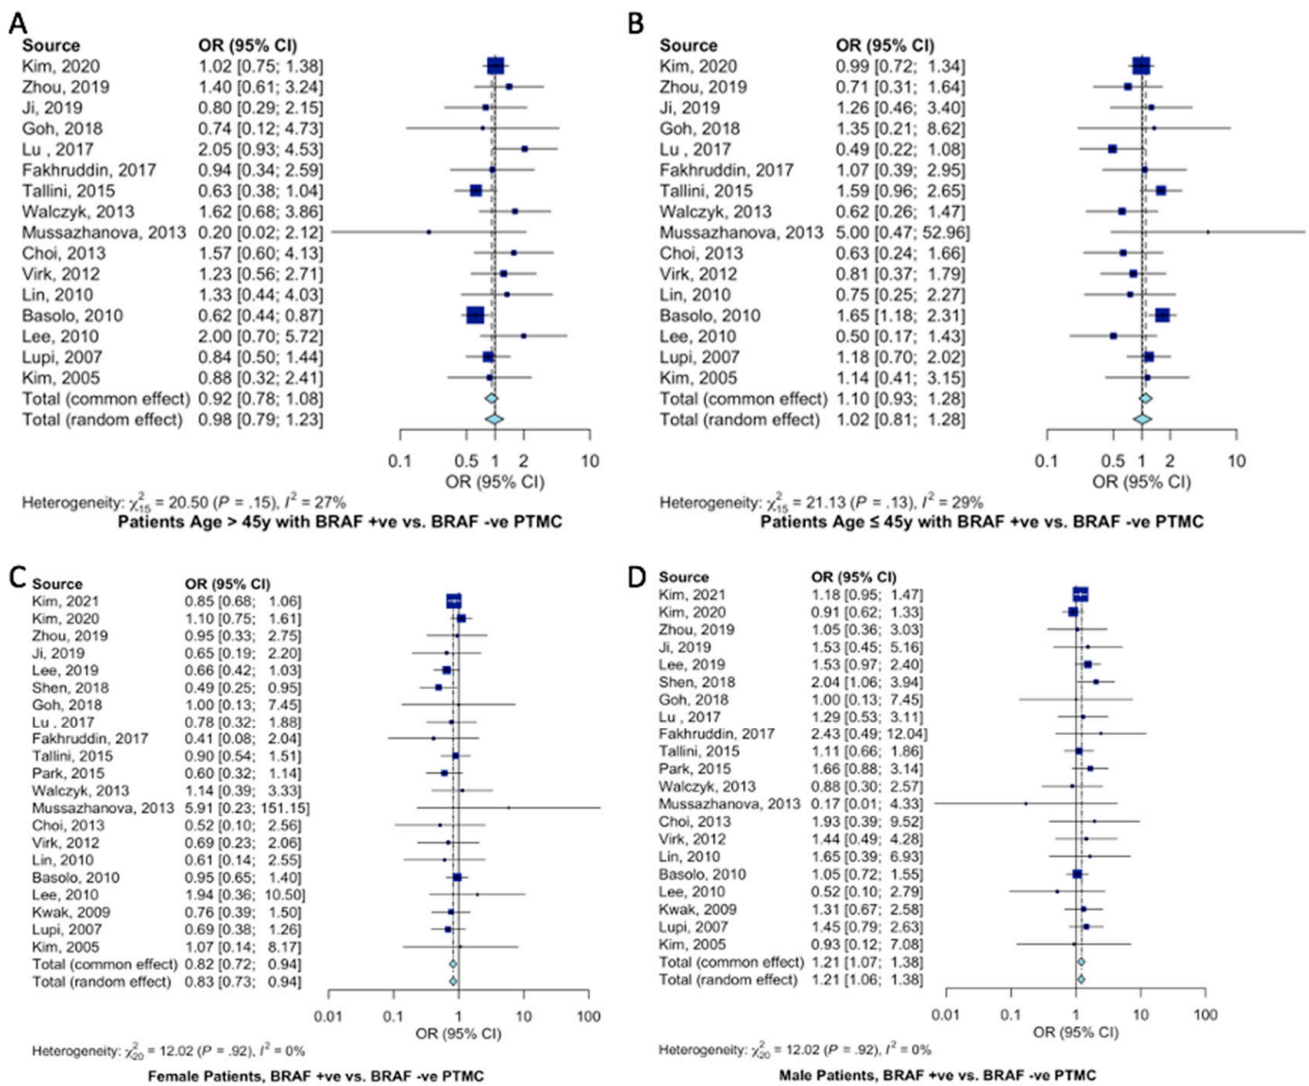 A
Source OR (95% CI)
Kim, 2020 1.02 [0.75; 1.38]
Zhou, 2019 1.40 [0.61; 3.24]
Ji, 2019 0.80 [0.29; 2.15]
Goh, 2018 0.74 [0.12; 4.73]
Lu , 2017 2.05 [0.93; 4.53]
Fakhruddin, 2017 0.94 [0.34; 2.59]
Tallini, 2015 0.63 [0.38; 1.04]
Walczyk, 2013 1.62 [0.68; 3.86]
Mussazhanova, 2013 0.20 [0.02; 2.12]
Choi, 2013 1.57 [0.60; 4.13]
Virk, 2012 1.23 [0.56; 2.71]
Lin, 2010 1.33 [0.44; 4.03]
Basolo, 2010 0.62 [0.44; 0.87]
Lee, 2010 2.00 [0.70; 5.72]
Lupi, 2007 0.84 [0.50; 1.44]
Kim, 2005 0.88 [0.32; 2.41]
Total (common effect) 0.92 [0.78; 1.08]
Total (random effect) 0.98 [0.79; 1.23]
0.1 0.5 1 2 10
OR (95% CI)
Heterogeneity: χ²₁₅ = 20.50 (P = .15), I² = 27%
Patients Age > 45y with BRAF +ve vs. BRAF -ve PTMC
B
Source OR (95% CI)
Kim, 2020 0.99 [0.72; 1.34]
Zhou, 2019 0.71 [0.31; 1.64]
Ji, 2019 1.26 [0.46; 3.40]
Goh, 2018 1.35 [0.21; 8.62]
Lu , 2017 0.49 [0.22; 1.08]
Fakhruddin, 2017 1.07 [0.39; 2.95]
Tallini, 2015 1.59 [0.96; 2.65]
Walczyk, 2013 0.62 [0.26; 1.47]
Mussazhanova, 2013 5.00 [0.47; 52.96]
Choi, 2013 0.63 [0.24; 1.66]
Virk, 2012 0.81 [0.37; 1.79]
Lin, 2010 0.75 [0.25; 2.27]
Basolo, 2010 1.65 [1.18; 2.31]
Lee, 2010 0.50 [0.17; 1.43]
Lupi, 2007 1.18 [0.70; 2.02]
Kim, 2005 1.14 [0.41; 3.15]
Total (common effect) 1.10 [0.93; 1.28]
Total (random effect) 1.02 [0.81; 1.28]
0.1 0.5 1 2 10
OR (95% CI)
Heterogeneity: χ²₁₅ = 21.13 (P = .13), I² = 29%
Patients Age ≤ 45y with BRAF +ve vs. BRAF -ve PTMC
C
Source OR (95% CI)
Kim, 2021 0.85 [0.68; 1.06]
Kim, 2020 1.10 [0.75; 1.61]
Zhou, 2019 0.95 [0.33; 2.75]
Ji, 2019 0.65 [0.19; 2.20]
Lee, 2019 0.66 [0.42; 1.03]
Shen, 2018 0.49 [0.25; 0.95]
Goh, 2018 1.00 [0.13; 7.45]
Lu . 2017 0.78 [0.32; 1.88]
Fakhruddin, 2017 0.41 [0.08; 2.04]
Tallini, 2015 0.90 [0.54; 1.51]
Park, 2015 0.60 [0.32; 1.14]
Walczyk, 2013 1.14 [0.39; 3.33]
Mussazhanova, 2013 5.91 [0.23; 151.15]
Choi, 2013 0.52 [0.10; 2.56]
Virk, 2012 0.69 [0.23; 2.06]
Lin, 2010 0.61 [0.14; 2.55]
Basolo, 2010 0.95 [0.65; 1.40]
Lee, 2010 1.94 [0.36; 10.50]
Kwak, 2009 0.76 [0.39; 1.50]
Lupi, 2007 0.69 [0.38; 1.26]
Kim, 2005 1.07 [0.14; 8.17]
Total (common effect) 0.82 [0.72; 0.94]
Total (random effect) 0.83 [0.73; 0.94]
0.01 0.1 1 10 100
OR (95% CI)
Heterogeneity: χ²₂₀ = 12.02 (P = .92), I² = 0%
Female Patients, BRAF +ve vs. BRAF -ve PTMC
D
Source OR (95% CI)
Kim, 2021 1.18 [0.95; 1.47]
Kim, 2020 0.91 [0.62; 1.33]
Zhou, 2019 1.05 [0.36; 3.03]
Ji, 2019 1.53 [0.45; 5.16]
Lee, 2019 1.53 [0.97; 2.40]
Shen, 2018 2.04 [1.06; 3.94]
Goh, 2018 1.00 [0.13; 7.45]
Lu , 2017 1.29 [0.53; 3.11]
Fakhruddin, 2017 2.43 [0.49; 12.04]
Tallini, 2015 1.11 [0.66; 1.86]
Park, 2015 1.66 [0.88; 3.14]
Walczyk, 2013 0.88 [0.30; 2.57]
Mussazhanova, 2013 0.17 [0.01; 4.33]
Choi, 2013 1.93 [0.39; 9.52]
Virk, 2012 1.44 [0.49; 4.28]
Lin, 2010 1.65 [0.39; 6.93]
Basolo, 2010 1.05 [0.72; 1.55]
Lee, 2010 0.52 [0.10; 2.79]
Kwak, 2009 1.31 [0.67; 2.58]
Lupi, 2007 1.45 [0.79; 2.63]
Kim, 2005 0.93 [0.12; 7.08]
Total (common effect) 1.21 [1.07; 1.38]
Total (random effect) 1.21 [1.06; 1.38]
0.01 0.1 1 10 100
OR (95% CI)
Heterogeneity: χ²₂₀ = 12.02 (P = .92), I² = 0%
Male Patients, BRAF +ve vs. BRAF -ve PTMC